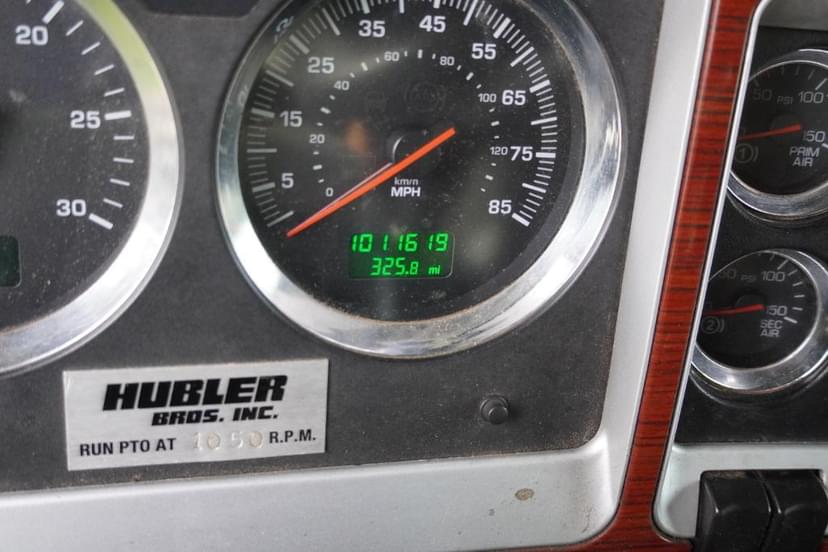 20
25
30
5
15
25
35
45
55
65
75
85
0
20
40
60
80
100
120
km/h
MPH
1011619
325.8 mi
50 PSI 100
150
PRIM
AIR
PSI 100
150
SEC
AIR
HUBLER
BROS. INC.
RUN PTO AT 1050 R.P.M.